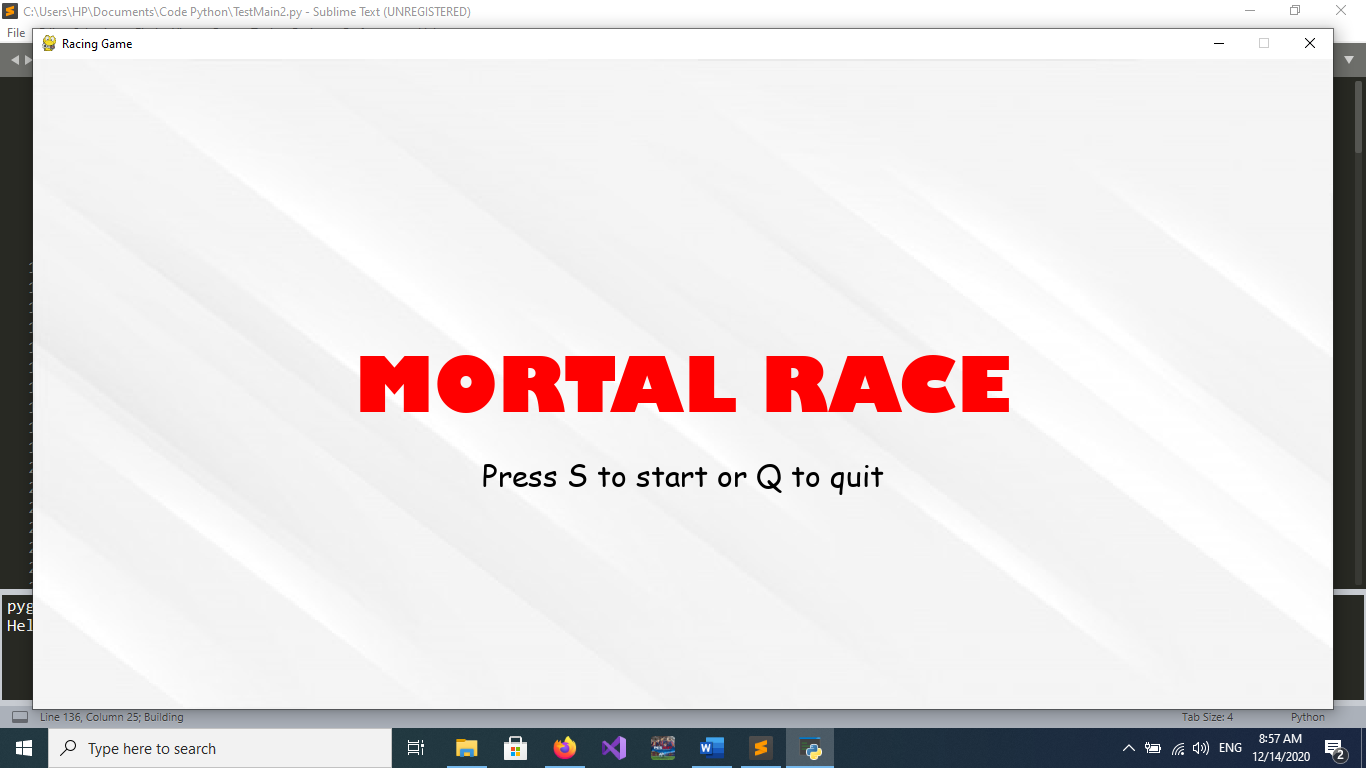 C:\Users\HP\Documents\Code Python\TestMain2.py - Sublime Text (UNREGISTERED)
File
Racing Game
MORTAL RACE
Press S to start or Q to quit
pyg
Hel
Line 136, Column 25; Building
Tab Size: 4
Python
Type here to search
ENG
8:57 AM
12/14/2020
2